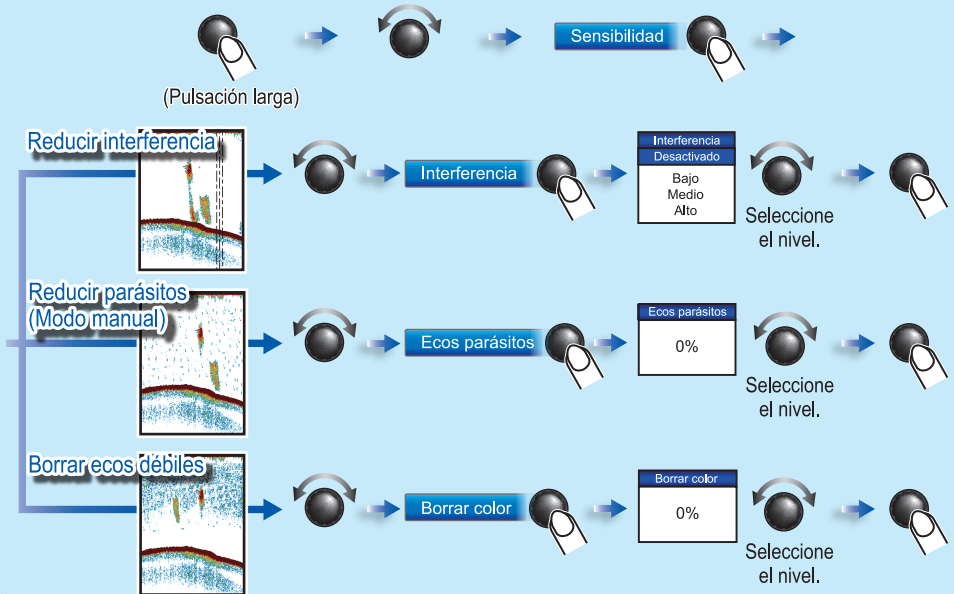 Sensibilidad
(Pulsación larga)
Reducir interferencia
Interferencia
Interferencia
Desactivado
Bajo
Medio
Alto
Seleccione
el nivel.
Reducir parásitos
(Modo manual)
Ecos parásitos
Ecos parásitos
0%
Seleccione
el nivel.
Borrar ecos débiles
Borrar color
Borrar color
0%
Seleccione
el nivel.